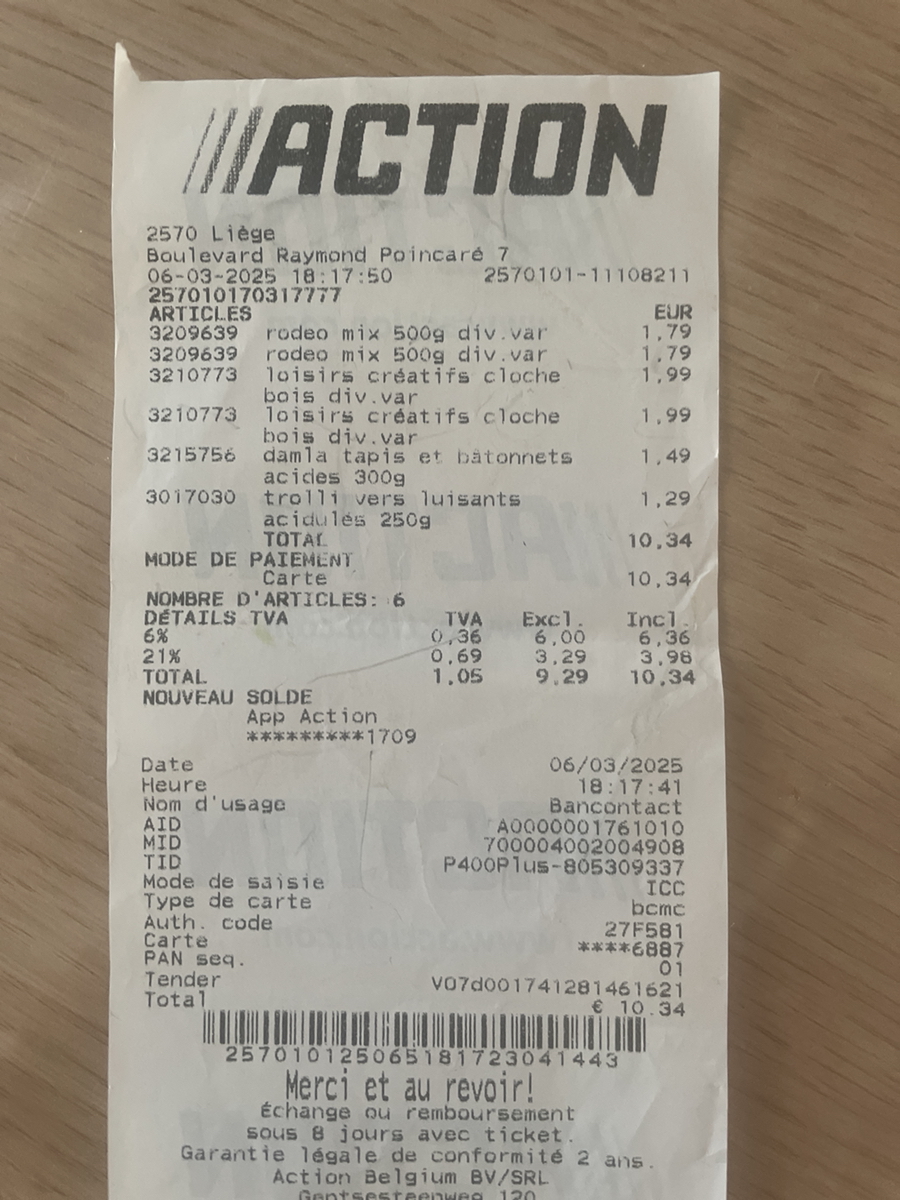 ///ACTION
2570 Liège
Boulevard Raymond Poincaré 7
06-03-2025 18:17:50 2570101-11108211
257010170317777
ARTICLES EUR
3209639 rodeo mix 500g div.var 1,79
3209639 rodeo mix 500g div.var 1,79
3210773 loisirs créatifs cloche 1,99
bois div.var
3210773 loisirs créatifs cloche 1,99
bois div.var
3215756 damla tapis et bâtonnets 1,49
acides 300g
3017030 trolli vers luisants 1,29
acidulés 250g
TOTAL 10,34
MODE DE PAIEMENT
Carte 10,34
NOMBRE D'ARTICLES: 6
DÉTAILS TVA TVA Excl. Incl.
6% 0,36 6,00 6,36
21% 0,69 3,29 3,98
TOTAL 1,05 9,29 10,34
NOUVEAU SOLDE
App Action
*********1709
Date 06/03/2025
Heure 18:17:41
Nom d'usage Bancontact
AID A0000001761010
MID 700004002004908
TID P400Plus-805309337
Mode de saisie ICC
Type de carte bcmc
Auth. code 27F581
Carte ****6887
PAN seq. 01
Tender V07d001741281461621
Total € 10.34
257010125065181723041443
Merci et au revoir!
Échange ou remboursement
sous 8 jours avec ticket.
Garantie légale de conformité 2 ans.
Action Belgium BV/SRL
Gentsesteenweg 120